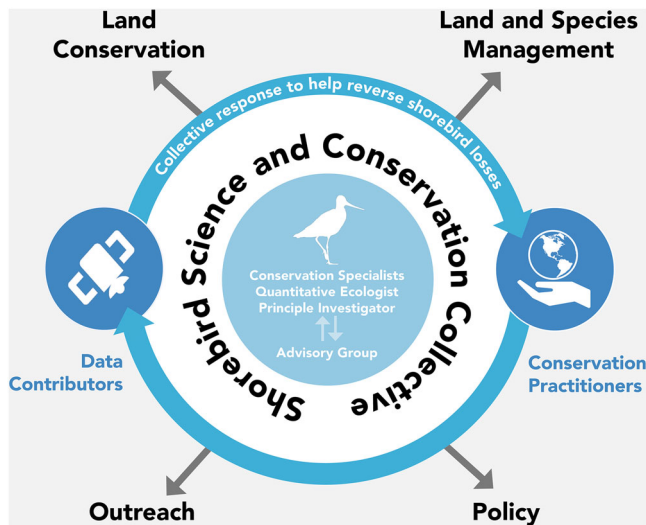 Land
Conservation
Land and Species
Management
Collective response to help reverse shorebird losses
Shorebird Science and Conservation Collective
Conservation Specialists
Quantitative Ecologist
Principle Investigator
Advisory Group
Data
Contributors
Conservation
Practitioners
Outreach
Policy